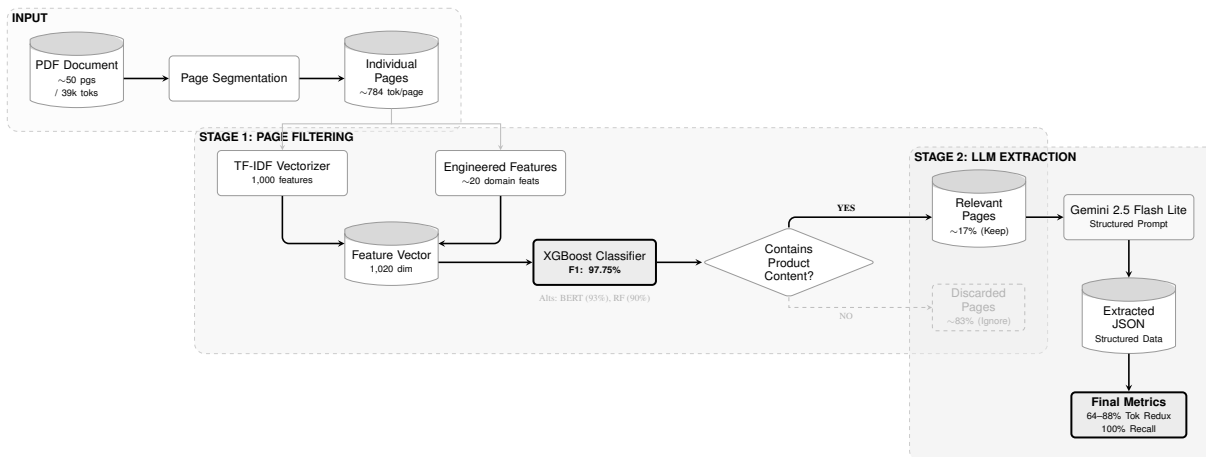 INPUT
PDF Document
∼50 pgs
/ 39k toks
Page Segmentation
Individual
Pages
∼784 tok/page
STAGE 1: PAGE FILTERING
TF-IDF Vectorizer
1,000 features
Engineered Features
∼20 domain feats
Feature Vector
1,020 dim
XGBoost Classifier
F1: 97.75%
Alts: BERT (93%), RF (90%)
Contains
Product
Content?
YES
NO
STAGE 2: LLM EXTRACTION
Relevant
Pages
∼17% (Keep)
Discarded
Pages
∼83% (Ignore)
Gemini 2.5 Flash Lite
Structured Prompt
Extracted
JSON
Structured Data
Final Metrics
64–88% Tok Redux
100% Recall